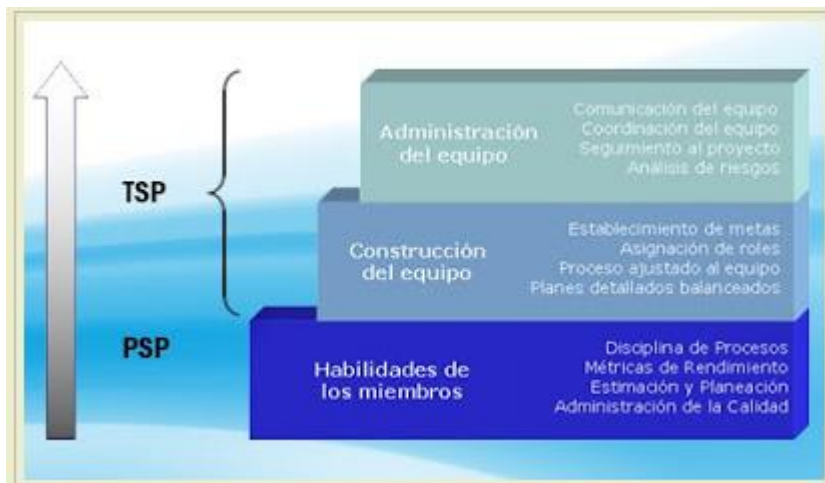 TSP
PSP
Administración
del equipo
Comunicación del equipo
Coordinación del equipo
Seguimiento al proyecto
Análisis de riesgos
Construcción
del equipo
Establecimiento de metas
Asignación de roles
Proceso ajustado al equipo
Planes detallados balanceados
Habilidades de
los miembros
Disciplina de Procesos
Métricas de Rendimiento
Estimación y Planeación
Administración de la Calidad